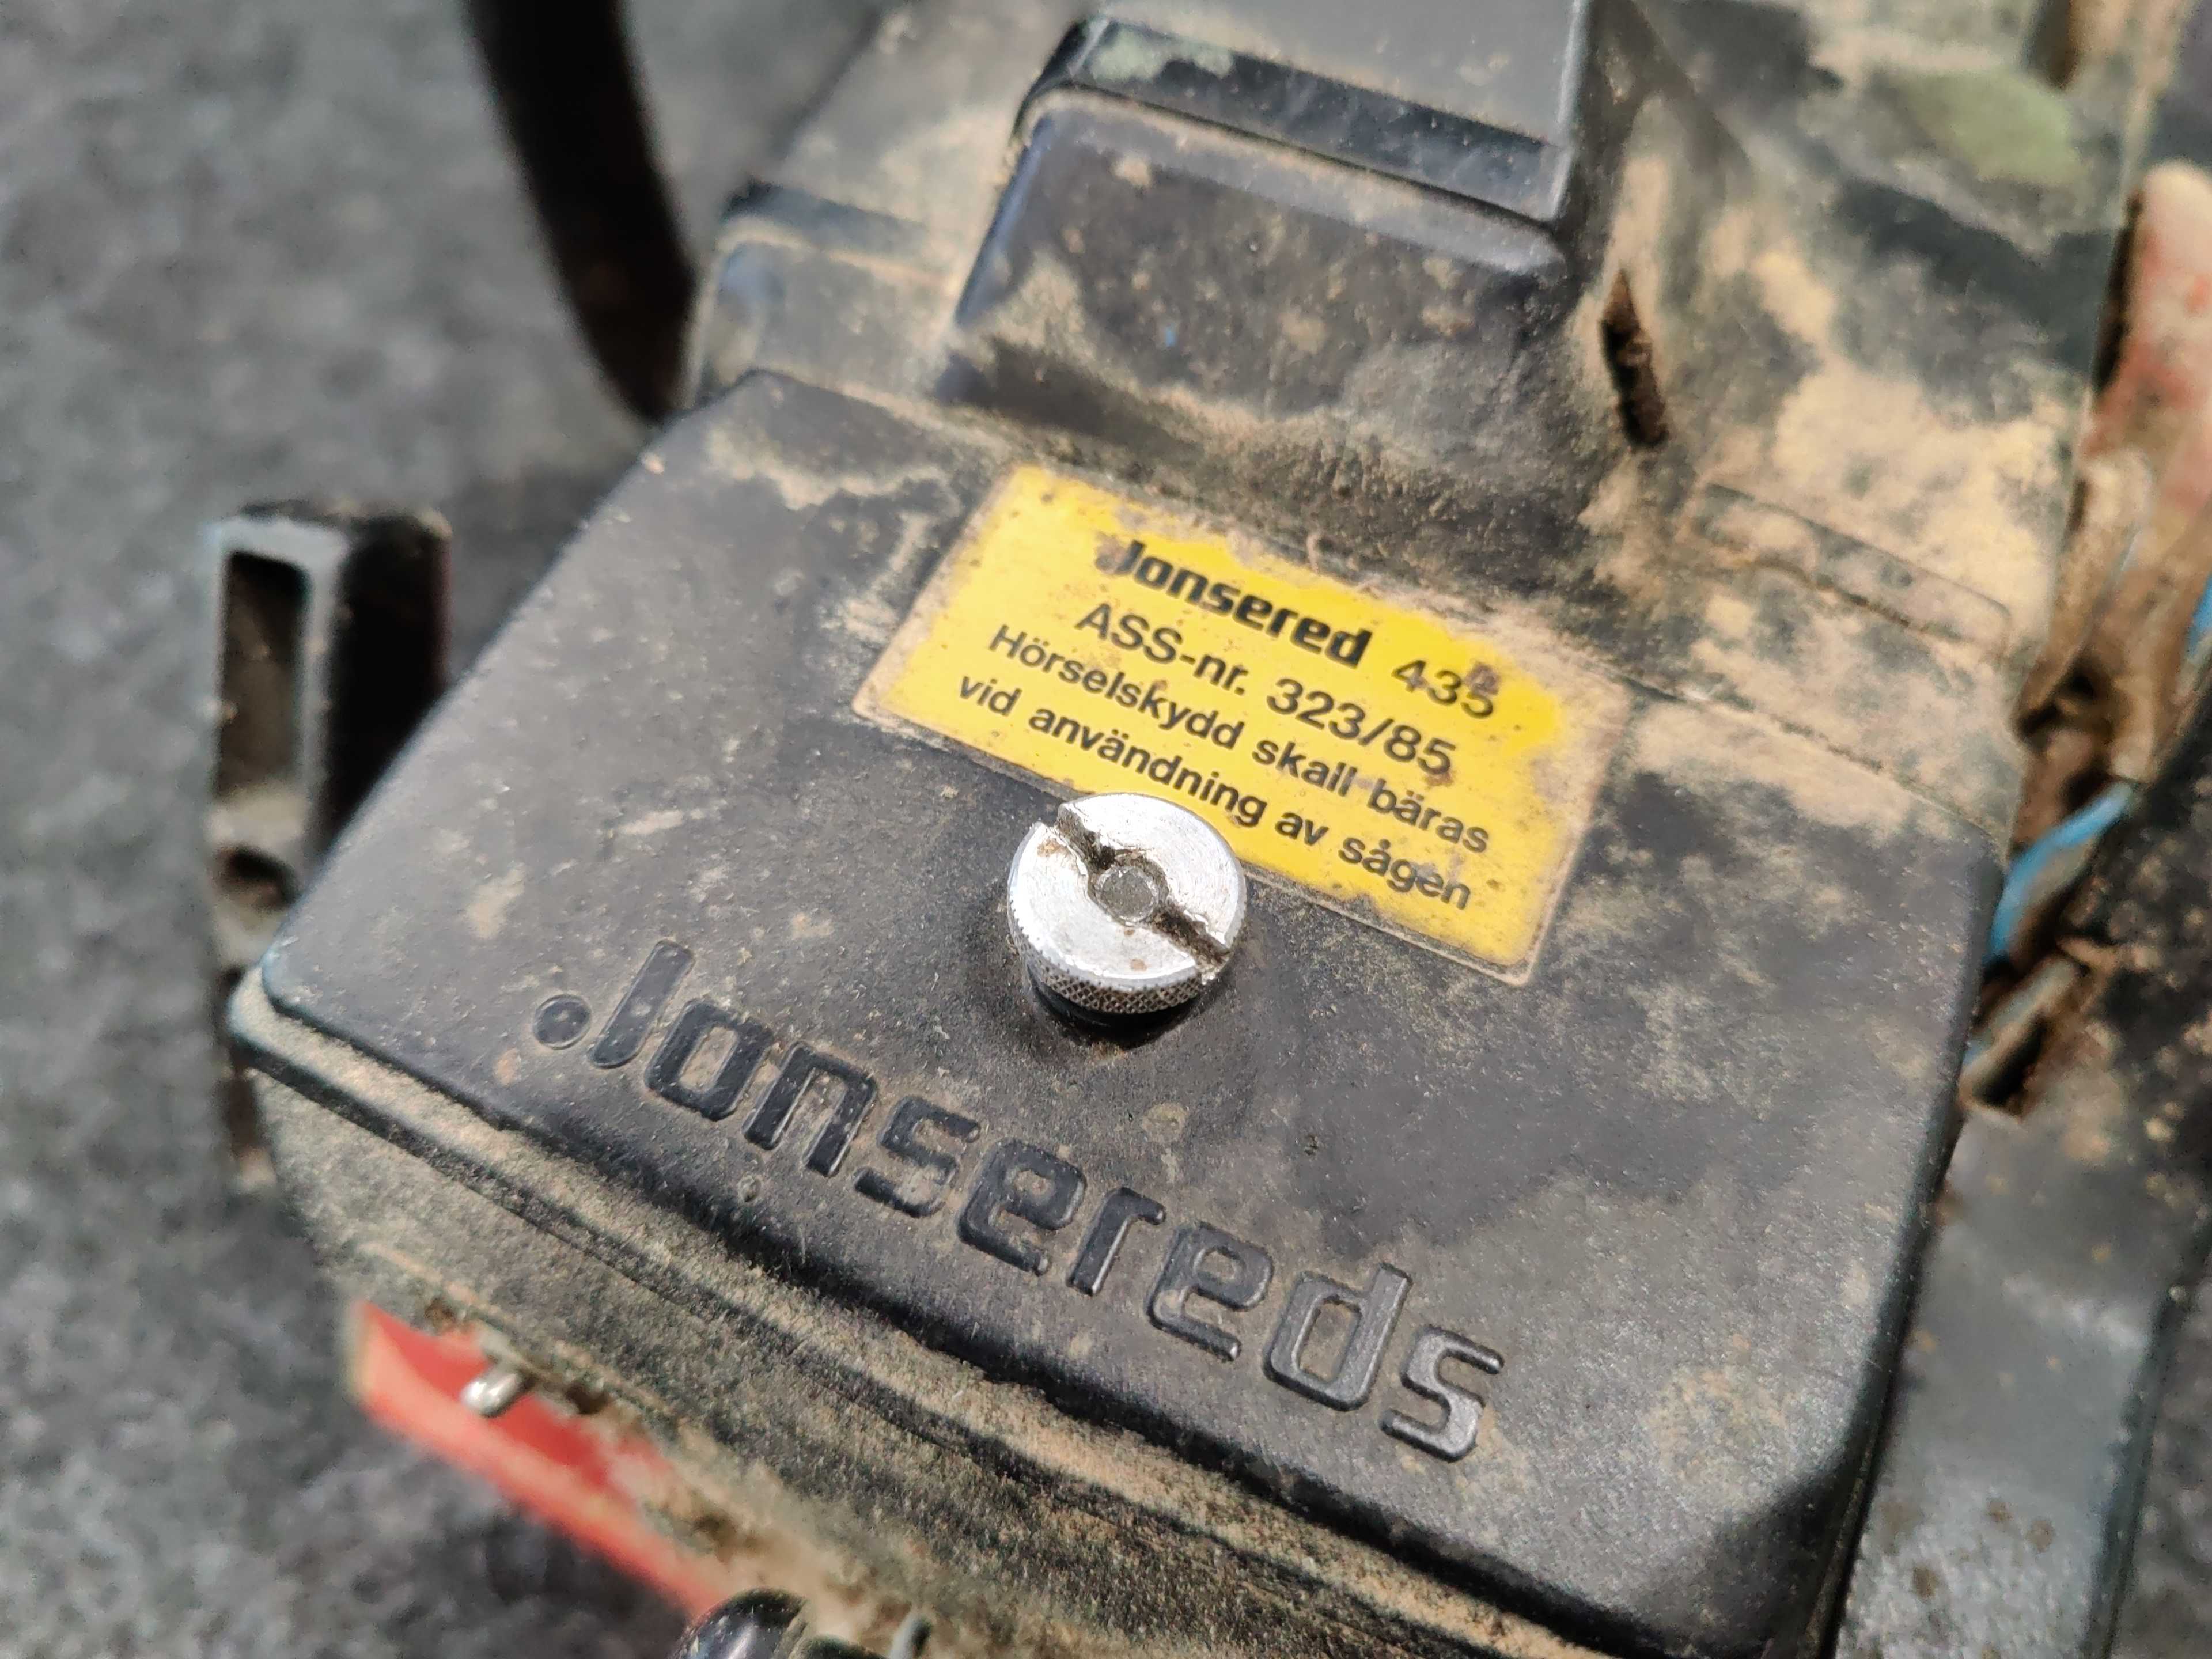 Jonsered 435
ASS-nr. 323/85
Hörselskydd skall bäras
vid användning av sågen
Jonsereds